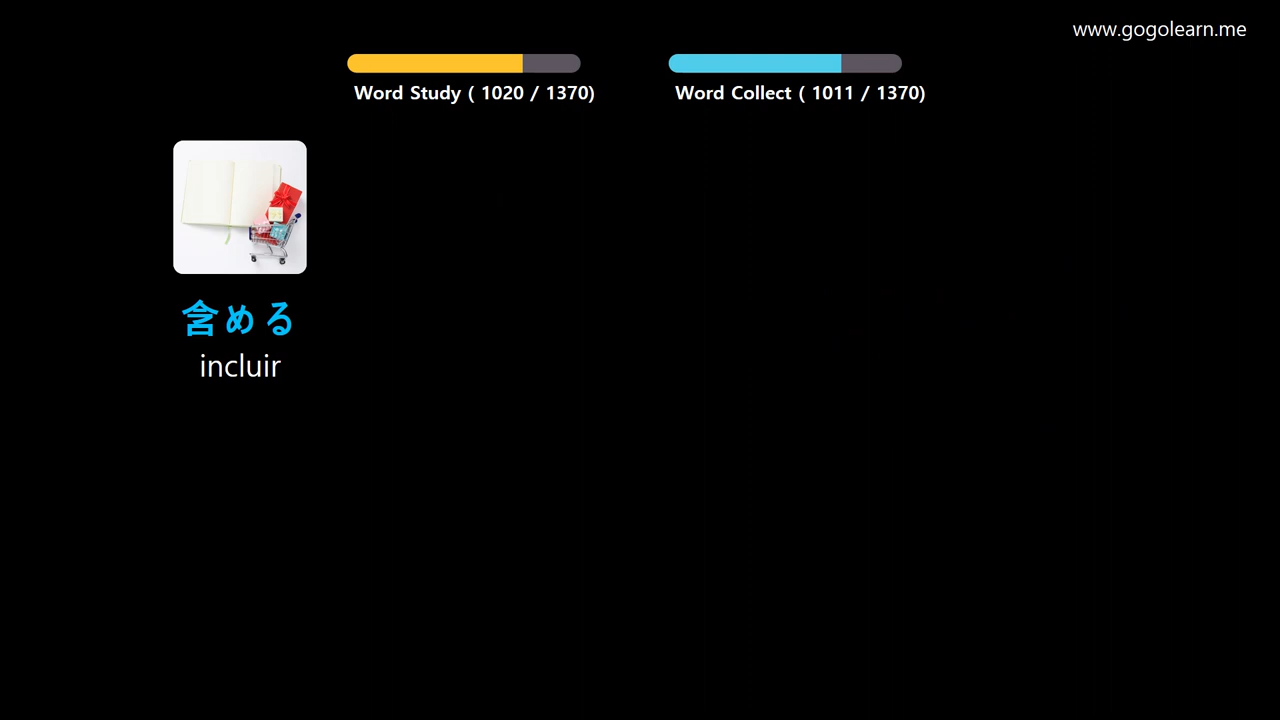 www.gogolearn.me
Word Study ( 1020 / 1370)
Word Collect ( 1011 / 1370)
含める
incluir